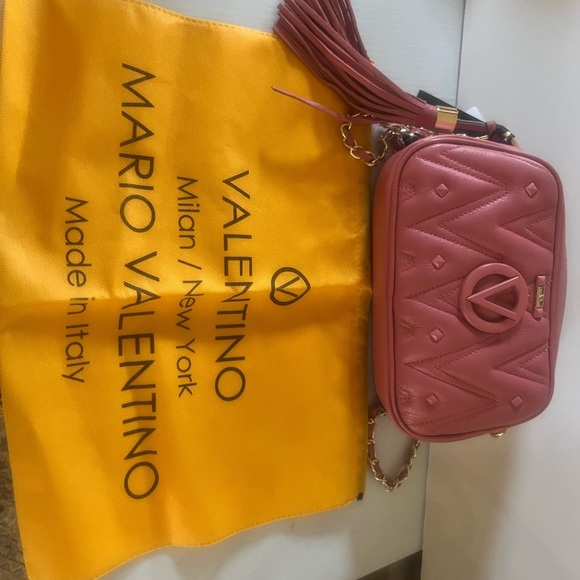 V
VALENTINO
Milan / New York
MARIO VALENTINO
Made in Italy
V